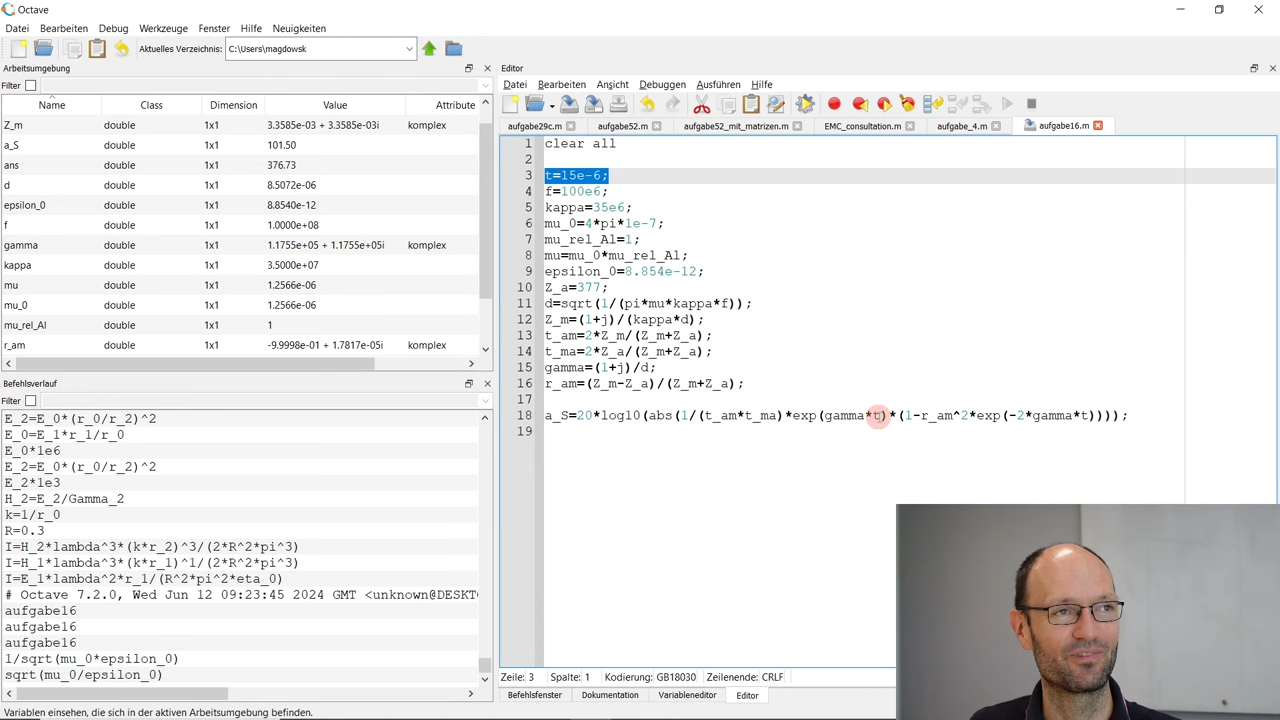 Octave
Datei Bearbeiten Debug Werkzeuge Fenster Hilfe Neuigkeiten
Aktuelles Verzeichnis: C:\Users\magdowsk
Arbeitsumgebung
Filter
Name Class Dimension Value Attribute
Z_m double 1x1 3.3585e-03 + 3.3585e-03i komplex
a_S double 1x1 101.50
ans double 1x1 376.73
d double 1x1 8.5072e-06
epsilon_0 double 1x1 8.8540e-12
f double 1x1 1.0000e+08
gamma double 1x1 1.1755e+05 + 1.1755e+05i komplex
kappa double 1x1 3.5000e+07
mu double 1x1 1.2566e-06
mu_0 double 1x1 1.2566e-06
mu_rel_Al double 1x1 1
r_am double 1x1 -9.9998e-01 + 1.7817e-05i komplex
Befehlsverlauf
Filter
E_2=E_0*(r_0/r_2)^2
E_0=E_1*r_1/r_0
E_0*1e6
E_2=E_0*(r_0/r_2)^2
E_2*1e3
H_2=E_2/Gamma_2
k=1/r_0
R=0.3
I=H_2*lambda^3*(k*r_2)^3/(2*R^2*pi^3)
I=H_1*lambda^3*(k*r_1)^1/(2*R^2*pi^3)
I=E_1*lambda^2*r_1/(R^2*pi^2*eta_0)
# Octave 7.2.0, Wed Jun 12 09:23:45 2024 GMT <unknown@DESKTO
aufgabe16
aufgabe16
aufgabe16
1/sqrt(mu_0*epsilon_0)
sqrt(mu_0/epsilon_0)
Editor
Datei Bearbeiten Ansicht Debuggen Ausführen Hilfe
aufgabe29c.m aufgabe52.m aufgabe52_mit_matrizen.m EMC_consultation.m aufgabe_4.m aufgabe16.m
1 clear all
2
3 t=15e-6;
4 f=100e6;
5 kappa=35e6;
6 mu_0=4*pi*1e-7;
7 mu_rel_Al=1;
8 mu=mu_0*mu_rel_Al;
9 epsilon_0=8.854e-12;
10 Z_a=377;
11 d=sqrt(1/(pi*mu*kappa*f));
12 Z_m=(1+j)/(kappa*d);
13 t_am=2*Z_m/(Z_m+Z_a);
14 t_ma=2*Z_a/(Z_m+Z_a);
15 gamma=(1+j)/d;
16 r_am=(Z_m-Z_a)/(Z_m+Z_a);
17
18 a_S=20*log10(abs(1/(t_am*t_ma)*exp(gamma*t)*(1-r_am^2*exp(-2*gamma*t))));
19
Zeile: 3 Spalte: 1 Kodierung: GB18030 Zeilenende: CRLF
Befehlsfenster Dokumentation Variableneditor Editor
Variablen einsehen, die sich in der aktiven Arbeitsumgebung befinden.